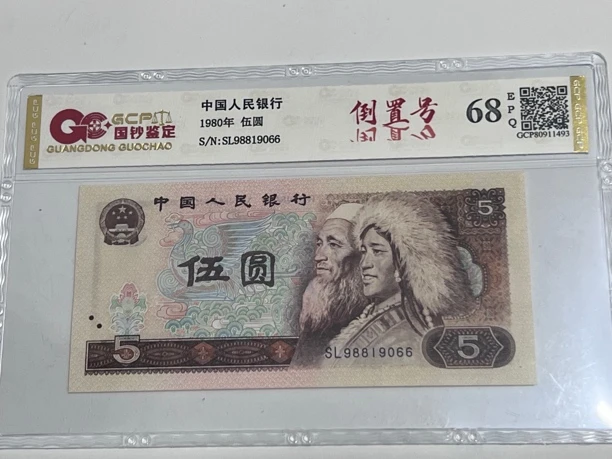 GCP
国钞鉴定
GUANGDONG GUOCHAO
中国人民银行
1980年 伍圆
S/N:SL98819066
倒置号
68
EPQ
GCP80911493
中国人民银行
5
伍圆
5
SL98819066
5